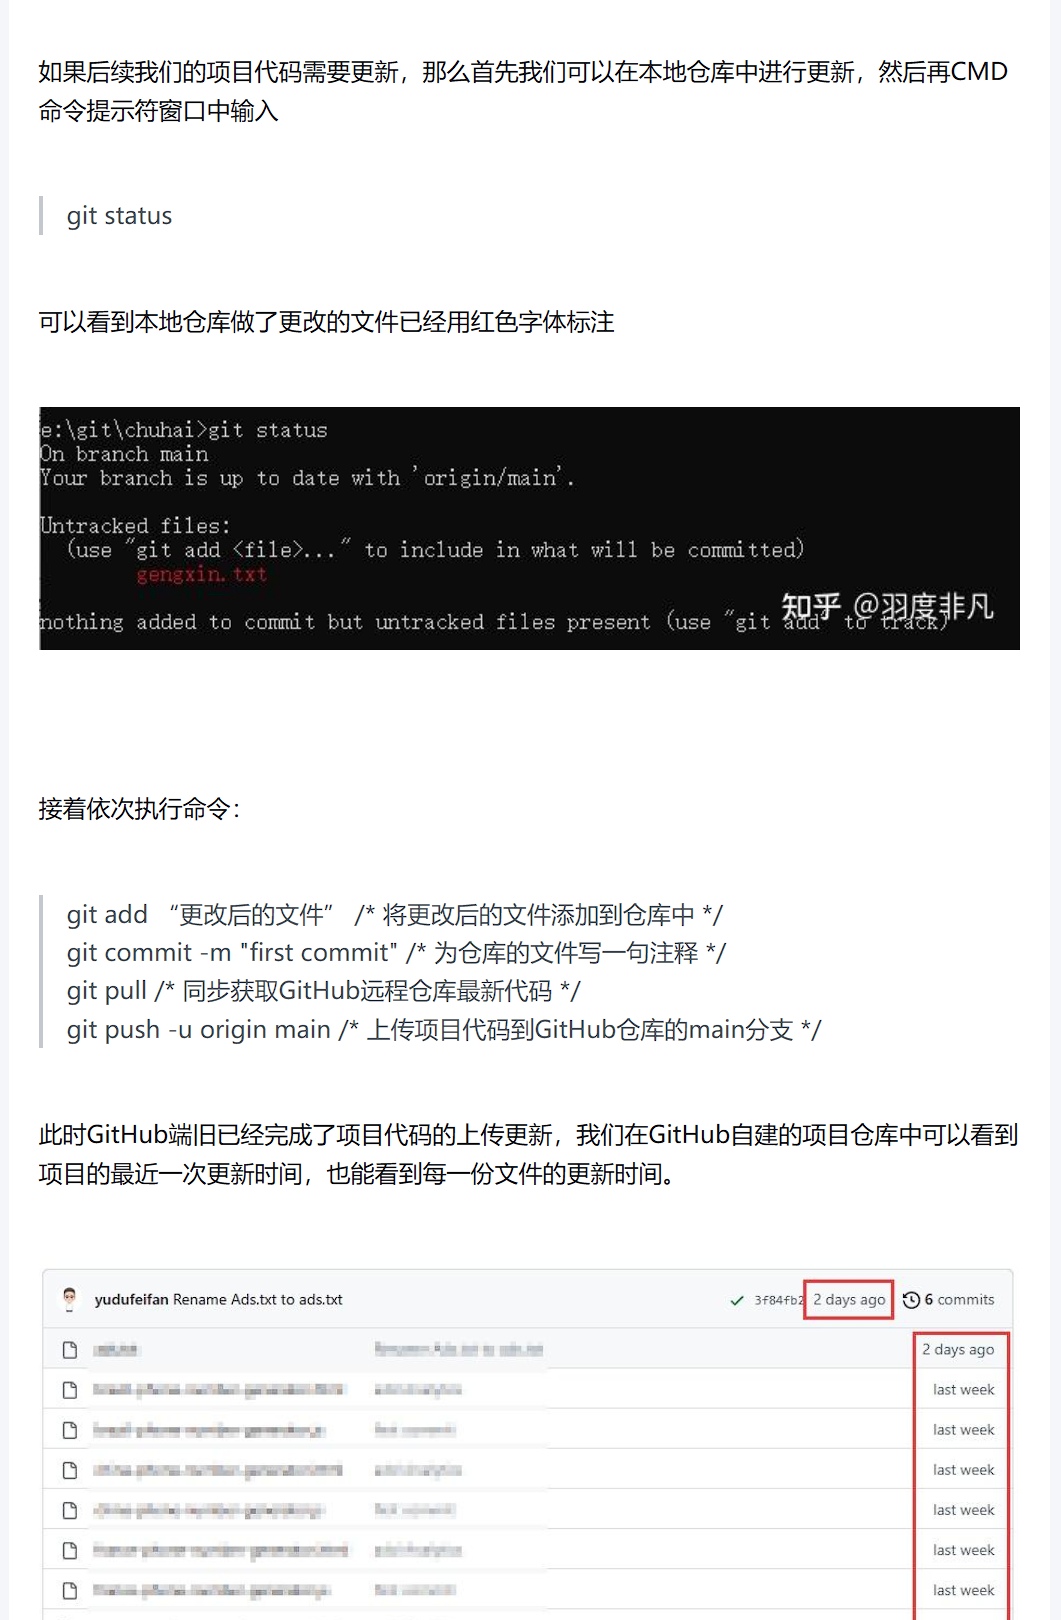 如果后续我们的项目代码需要更新，那么首先我们可以在本地仓库中进行更新，然后再CMD
命令提示符窗口中输入
git status
可以看到本地仓库做了更改的文件已经用红色字体标注
e:\git\chuhai>git status
On branch main
Your branch is up to date with 'origin/main'.
Untracked files:
(use "git add <file>..." to include in what will be committed)
gengxin.txt
nothing added to commit but untracked files present (use "git add" to track)
知乎 @羽度非凡
接着依次执行命令：
git add “更改后的文件” /* 将更改后的文件添加到仓库中 */
git commit -m "first commit" /* 为仓库的文件写一句注释 */
git pull /* 同步获取GitHub远程仓库最新代码 */
git push -u origin main /* 上传项目代码到GitHub仓库的main分支 */
此时GitHub端旧已经完成了项目代码的上传更新，我们在GitHub自建的项目仓库中可以看到
项目的最近一次更新时间，也能看到每一份文件的更新时间。
yudufeifan Rename Ads.txt to ads.txt 3f84fb2 2 days ago 6 commits
2 days ago
last week
last week
last week
last week
last week
last week